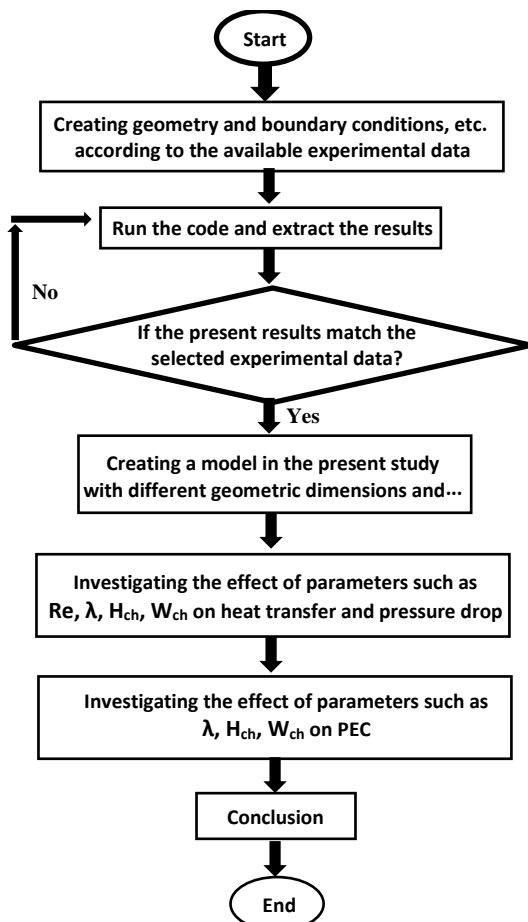 Start
Creating geometry and boundary conditions, etc.
according to the available experimental data
Run the code and extract the results
No
If the present results match the
selected experimental data?
Yes
Creating a model in the present study
with different geometric dimensions and...
Investigating the effect of parameters such as
Re, λ, Hch, Wch on heat transfer and pressure drop
Investigating the effect of parameters such as
λ, Hch, Wch on PEC
Conclusion
End